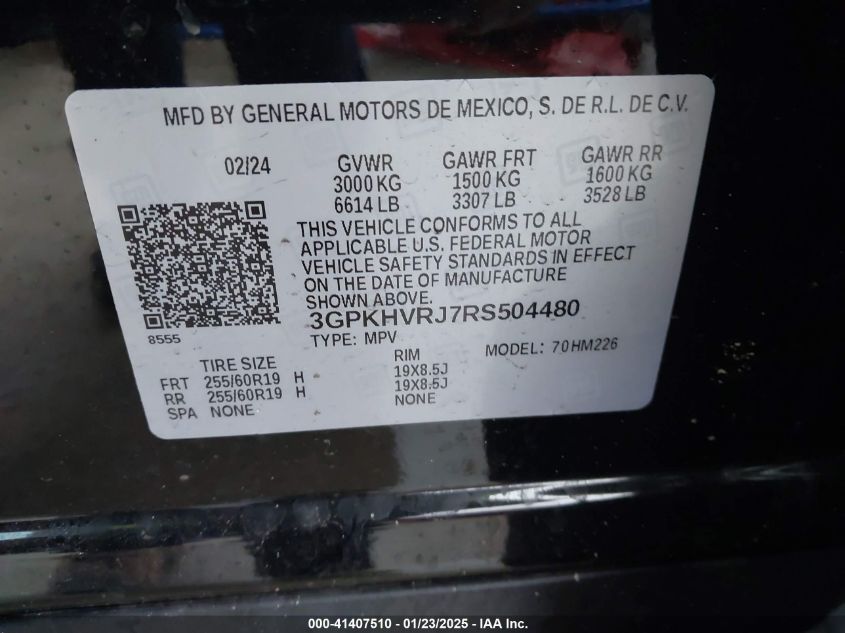 MFD BY GENERAL MOTORS DE MEXICO, S. DE R.L. DE C.V.
02/24 GVWR GAWR FRT GAWR RR
3000 KG 1500 KG 1600 KG
6614 LB 3307 LB 3528 LB
THIS VEHICLE CONFORMS TO ALL
APPLICABLE U.S. FEDERAL MOTOR
VEHICLE SAFETY STANDARDS IN EFFECT
ON THE DATE OF MANUFACTURE
SHOWN ABOVE.
3GPKHVRJ7RS504480
8555 TYPE: MPV MODEL: 70HM226
TIRE SIZE RIM
FRT 255/60R19 H 19X8.5J
RR 255/60R19 H 19X8.5J
SPA NONE NONE
000-41407510 - 01/23/2025 - IAA Inc.